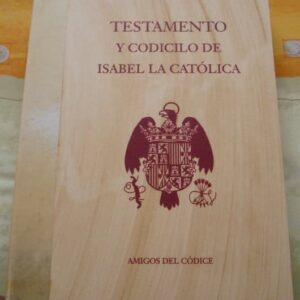 TESTAMENTO
Y CODICILO DE
ISABEL LA CATÓLICA
AMIGOS DEL CÓDICE